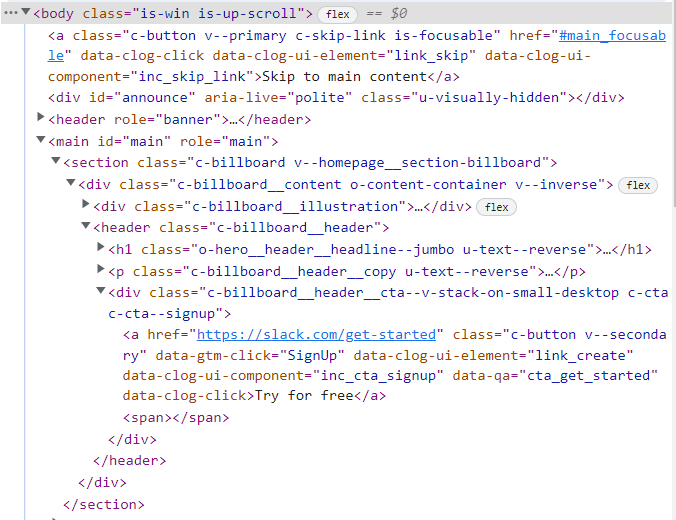 <body class="is-win is-up-scroll"> flex == $0
<a class="c-button v--primary c-skip-link is-focusable" href="#main_focusab
le" data-clog-click data-clog-ui-element="link_skip" data-clog-ui-
component="inc_skip_link">Skip to main content</a>
<div id="announce" aria-live="polite" class="u-visually-hidden"></div>
<header role="banner">…</header>
<main id="main" role="main">
<section class="c-billboard v--homepage__section-billboard">
<div class="c-billboard__content o-content-container v--inverse"> flex
<div class="c-billboard__illustration">…</div> flex
<header class="c-billboard__header">
<h1 class="o-hero__header__headline--jumbo u-text--reverse">…</h1>
<p class="c-billboard__header__copy u-text--reverse">…</p>
<div class="c-billboard__header__cta--v-stack-on-small-desktop c-cta
c-cta--signup">
<a href="https://slack.com/get-started" class="c-button v--seconda
ry" data-gtm-click="SignUp" data-clog-ui-element="link_create"
data-clog-ui-component="inc_cta_signup" data-qa="cta_get_started"
data-clog-click>Try for free</a>
<span></span>
</div>
</header>
</div>
</section>